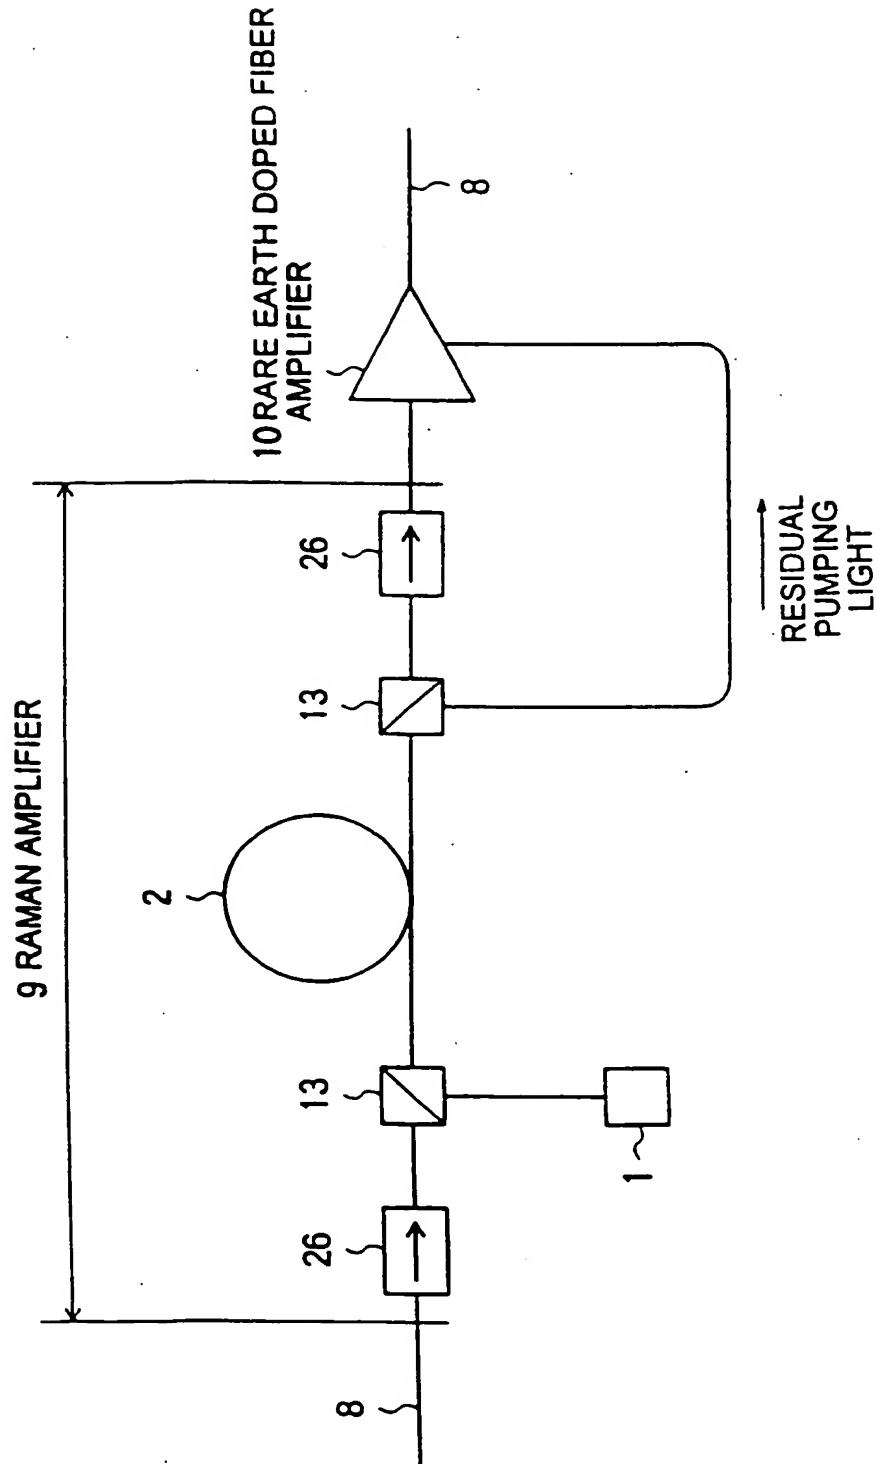 9 RAMAN AMPLIFIER
10 RARE EARTH DOPED FIBER
AMPLIFIER
2
8
26
13
13
26
8
1
RESIDUAL
PUMPING
LIGHT